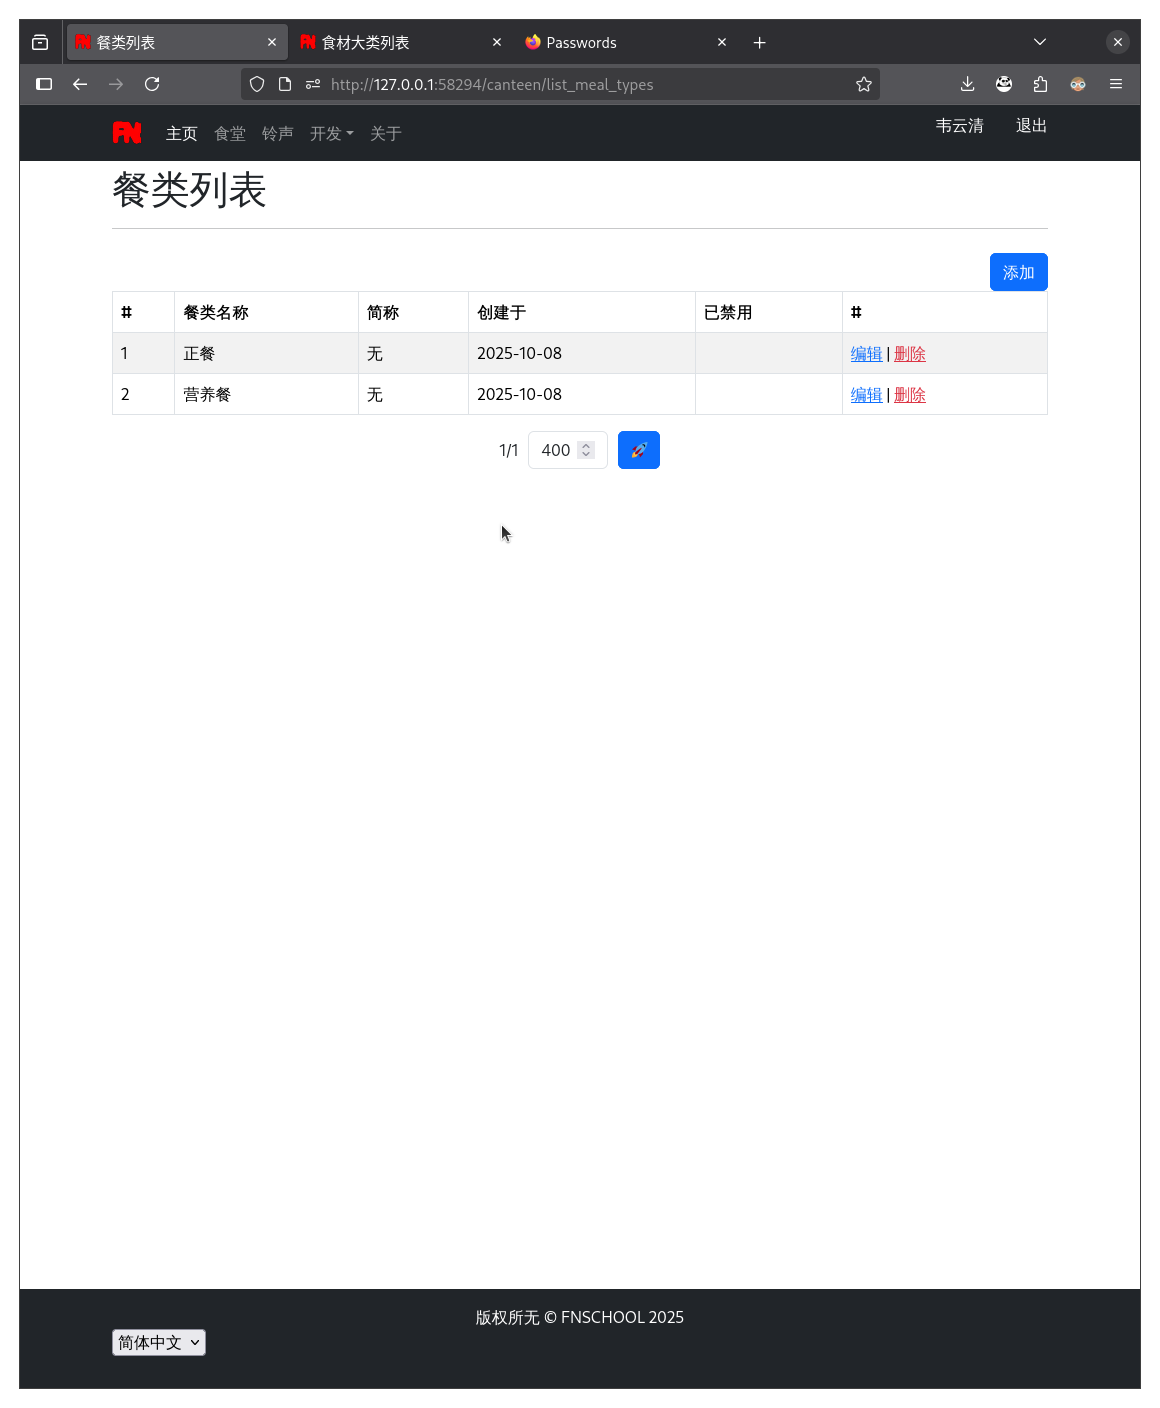 餐类列表 食材大类列表 Passwords
http://127.0.0.1:58294/canteen/list_meal_types
FN 主页 食堂 铃声 开发 关于 韦云清 退出
餐类列表
添加
# 餐类名称 简称 创建于 已禁用 #
1 正餐 无 2025-10-08 编辑 | 删除
2 营养餐 无 2025-10-08 编辑 | 删除
1/1 400
版权所无 © FNSCHOOL 2025
简体中文